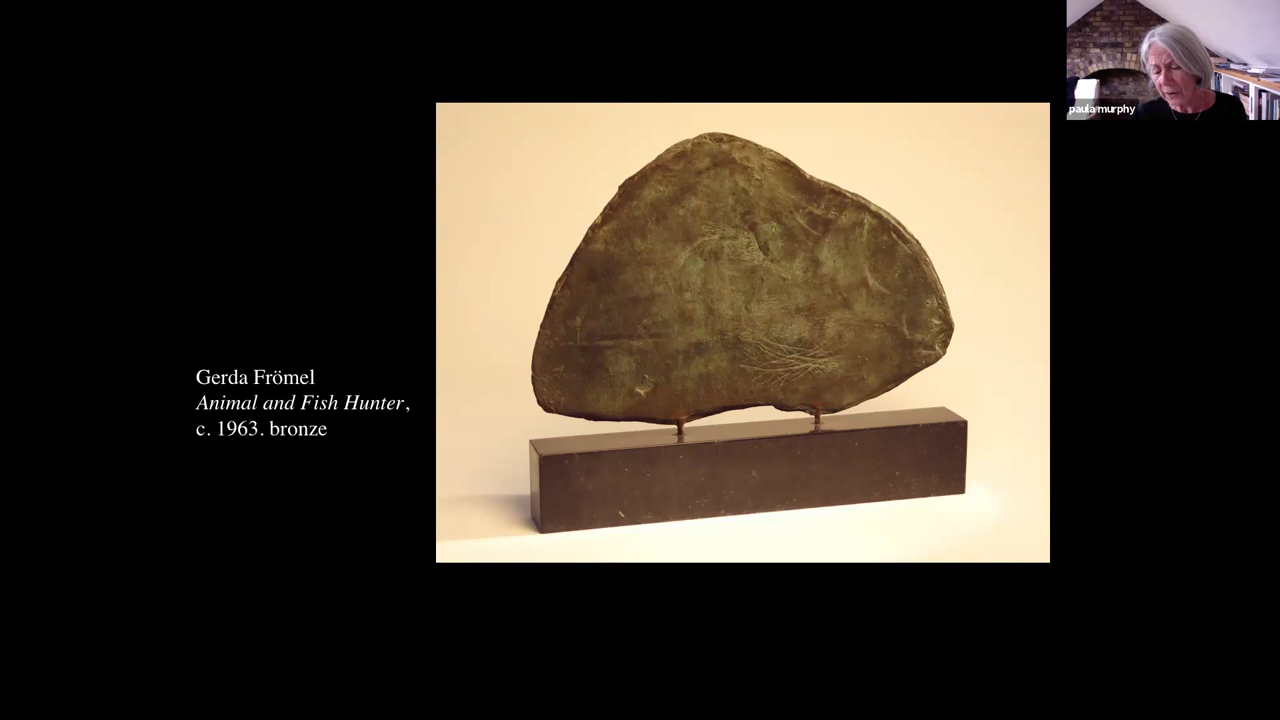 paula murphy
Gerda Frömel
Animal and Fish Hunter,
c. 1963. bronze